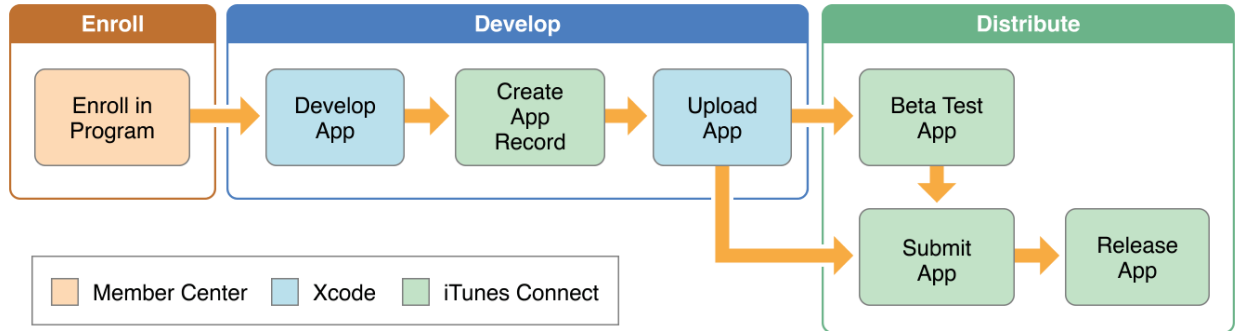 Enroll
Develop
Distribute
Enroll in
Program
Develop
App
Create
App
Record
Upload
App
Beta Test
App
Submit
App
Release
App
Member Center
Xcode
iTunes Connect